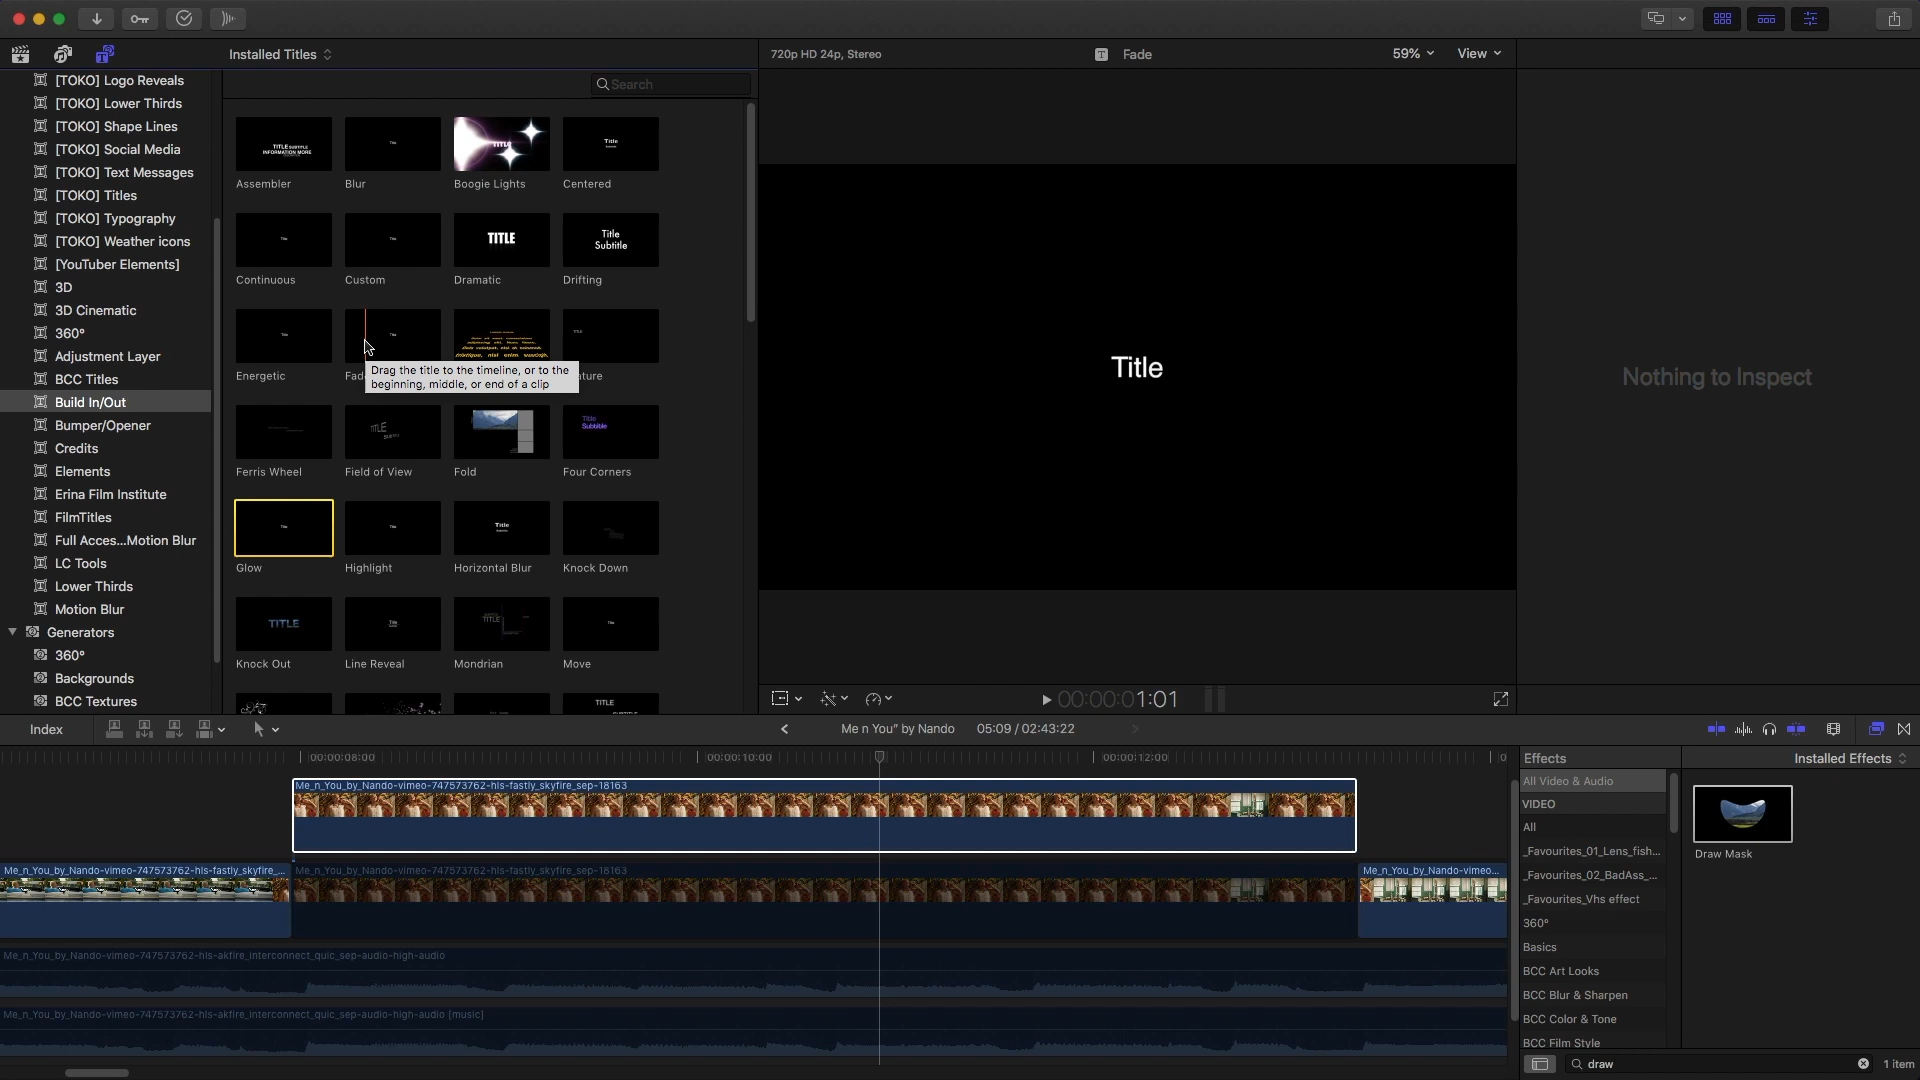 Installed Titles
720p HD 24p, Stereo
Fade
59%
View
Search
[TOKO] Logo Reveals
[TOKO] Lower Thirds
[TOKO] Shape Lines
[TOKO] Social Media
[TOKO] Text Messages
[TOKO] Titles
[TOKO] Typography
[TOKO] Weather icons
[YouTuber Elements]
3D
3D Cinematic
360°
Adjustment Layer
BCC Titles
Build In/Out
Bumper/Opener
Credits
Elements
Erina Film Institute
FilmTitles
Full Acces...Motion Blur
LC Tools
Lower Thirds
Motion Blur
Generators
360°
Backgrounds
BCC Textures
TITLE SUBTITLE
INFORMATION MORE
Title
TITLE
Title
Assembler
Blur
Boogie Lights
Centered
Title
Title
TITLE
Title
Subtitle
Continuous
Custom
Dramatic
Drifting
Title
Title
TITLE
Energetic
Fad
ature
Drag the title to the timeline, or to the
beginning, middle, or end of a clip
TITLE
Title
Subtitle
Ferris Wheel
Field of View
Fold
Four Corners
Title
Title
Title
Glow
Highlight
Horizontal Blur
Knock Down
TITLE
Title
TITLE
Title
Knock Out
Line Reveal
Mondrian
Move
TITLE
SUBTITLE
Title
Nothing to Inspect
00:00:01:01
Index
Me n You" by Nando
05:09 / 02:43:22
00:00:08:00
00:00:10:00
00:00:12:00
Me_n_You_by_Nando-vimeo-747573762-hls-fastly_skyfire_sep-18163
Me_n_You_by_Nando-vimeo-747573762-hls-fastly_skyfire_...
Me_n_You_by_Nando-vimeo-747573762-hls-fastly_skyfire_sep-18163
Me_n_You_by_Nando-vimeo...
Me_n_You_by_Nando-vimeo-747573762-hls-akfire_interconnect_quic_sep-audio-high-audio
Me_n_You_by_Nando-vimeo-747573762-hls-akfire_interconnect_quic_sep-audio-high-audio [music]
Effects
Installed Effects
All Video & Audio
VIDEO
All
_Favourites_01_Lens_fish...
_Favourites_02_BadAss_...
_Favourites_Vhs effect
360°
Basics
BCC Art Looks
BCC Blur & Sharpen
BCC Color & Tone
BCC Film Style
Draw Mask
draw
1 item